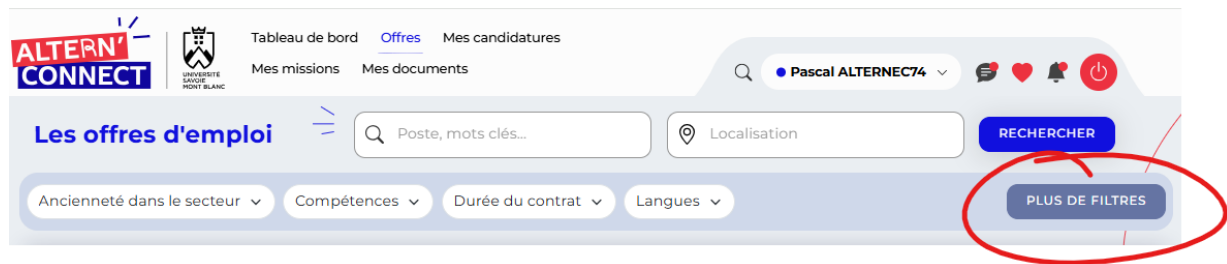 ALTERN'
CONNECT
UNIVERSITÉ
SAVOIE
MONT BLANC
Tableau de bord Offres Mes candidatures
Mes missions Mes documents
Pascal ALTERNEC74
Les offres d'emploi
Poste, mots clés...
Localisation
RECHERCHER
Ancienneté dans le secteur
Compétences
Durée du contrat
Langues
PLUS DE FILTRES